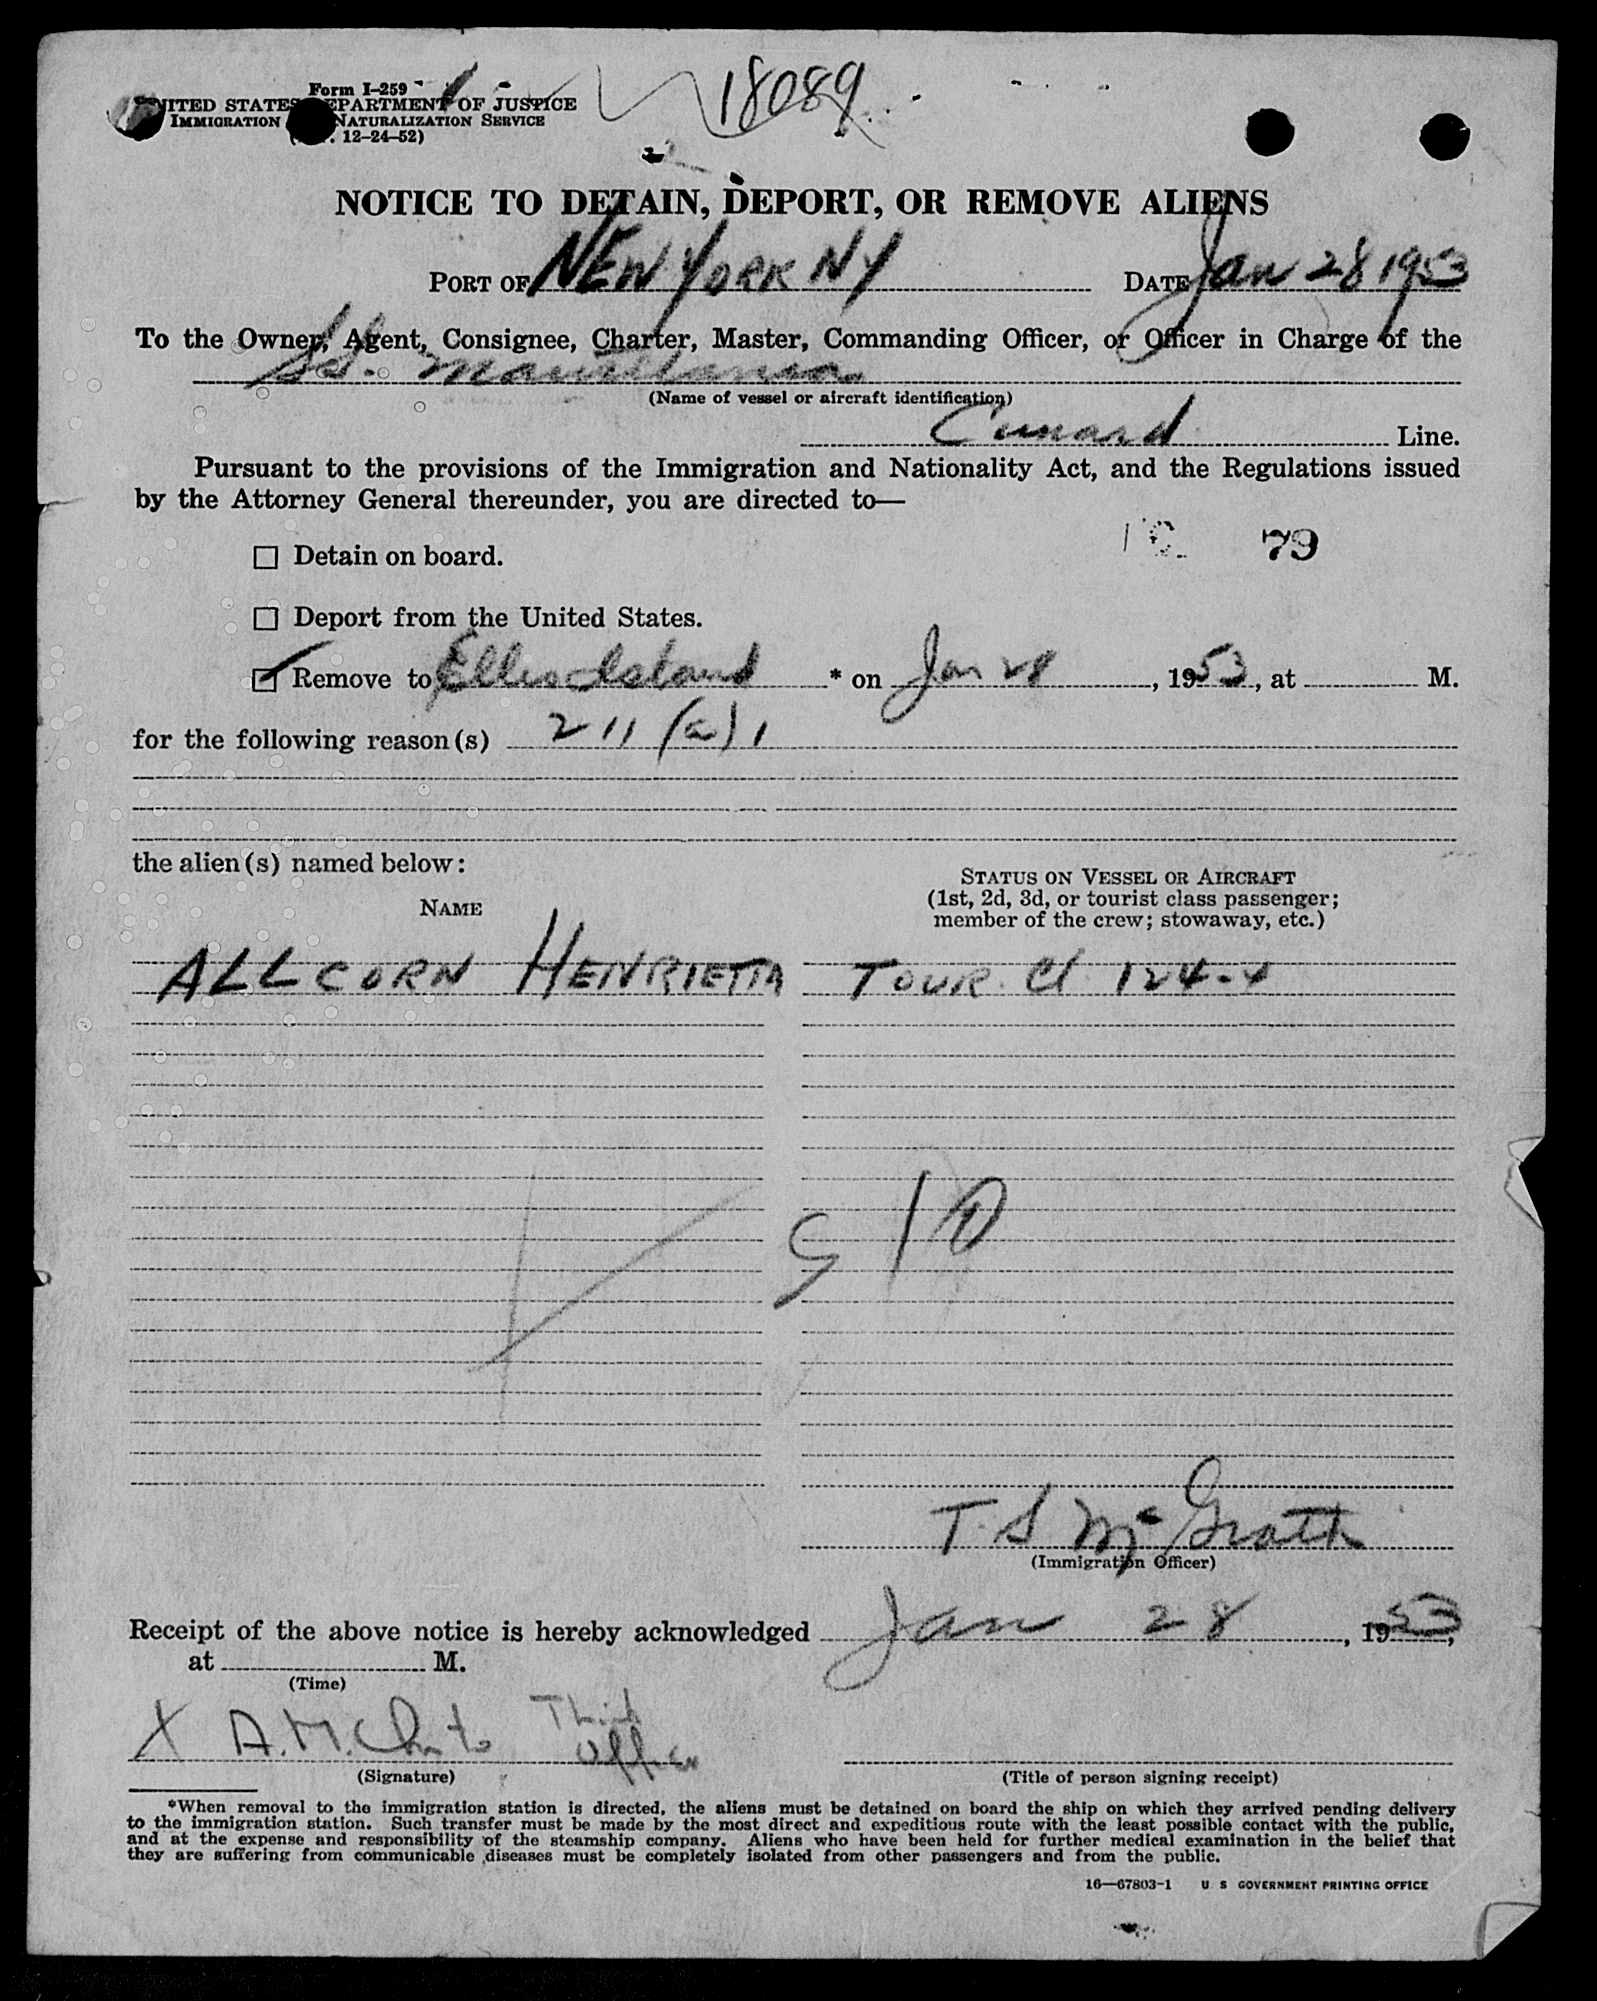 Form I-259
UNITED STATES DEPARTMENT OF JUSTICE
IMMIGRATION NATURALIZATION SERVICE
12-24-52)
18089
NOTICE TO DETAIN, DEPORT, OR REMOVE ALIENS
PORT OF NEW YORK NY DATE Jan 28 1953
To the Owner, Agent, Consignee, Charter, Master, Commanding Officer, or Officer in Charge of the
SS. Mauretania
(Name of vessel or aircraft identification)
Cunard Line.
Pursuant to the provisions of the Immigration and Nationality Act, and the Regulations issued
by the Attorney General thereunder, you are directed to—
79
☐ Detain on board.
☐ Deport from the United States.
☑ Remove to Ellis Island * on Jan 28, 1953, at M.
for the following reason(s) 211 (a) 1
the alien(s) named below:
NAME
STATUS ON VESSEL OR AIRCRAFT
(1st, 2d, 3d, or tourist class passenger;
member of the crew; stowaway, etc.)
ALLCORN HENRIETTA TOUR. Cl 124-4
T. S McGrath
(Immigration Officer)
Receipt of the above notice is hereby acknowledged Jan 28, 1953,
at M.
(Time)
X A.M. Third
Officer
(Signature) (Title of person signing receipt)
*When removal to the immigration station is directed, the aliens must be detained on board the ship on which they arrived pending delivery
to the immigration station. Such transfer must be made by the most direct and expeditious route with the least possible contact with the public,
and at the expense and responsibility of the steamship company. Aliens who have been held for further medical examination in the belief that
they are suffering from communicable diseases must be completely isolated from other passengers and from the public.
16—67803-1 U S GOVERNMENT PRINTING OFFICE